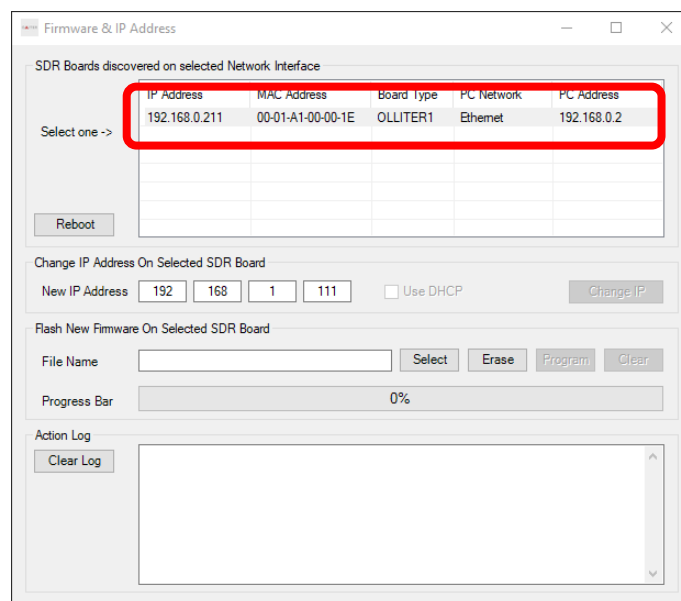 Firmware & IP Address
SDR Boards discovered on selected Network Interface
IP Address MAC Address Board Type PC Network PC Address
192.168.0.211 00-01-A1-00-00-1E OLLITER1 Ethernet 192.168.0.2
Select one ->
Reboot
Change IP Address On Selected SDR Board
New IP Address 192 168 1 111 Use DHCP Change IP
Flash New Firmware On Selected SDR Board
File Name Select Erase Program Clear
Progress Bar 0%
Action Log
Clear Log